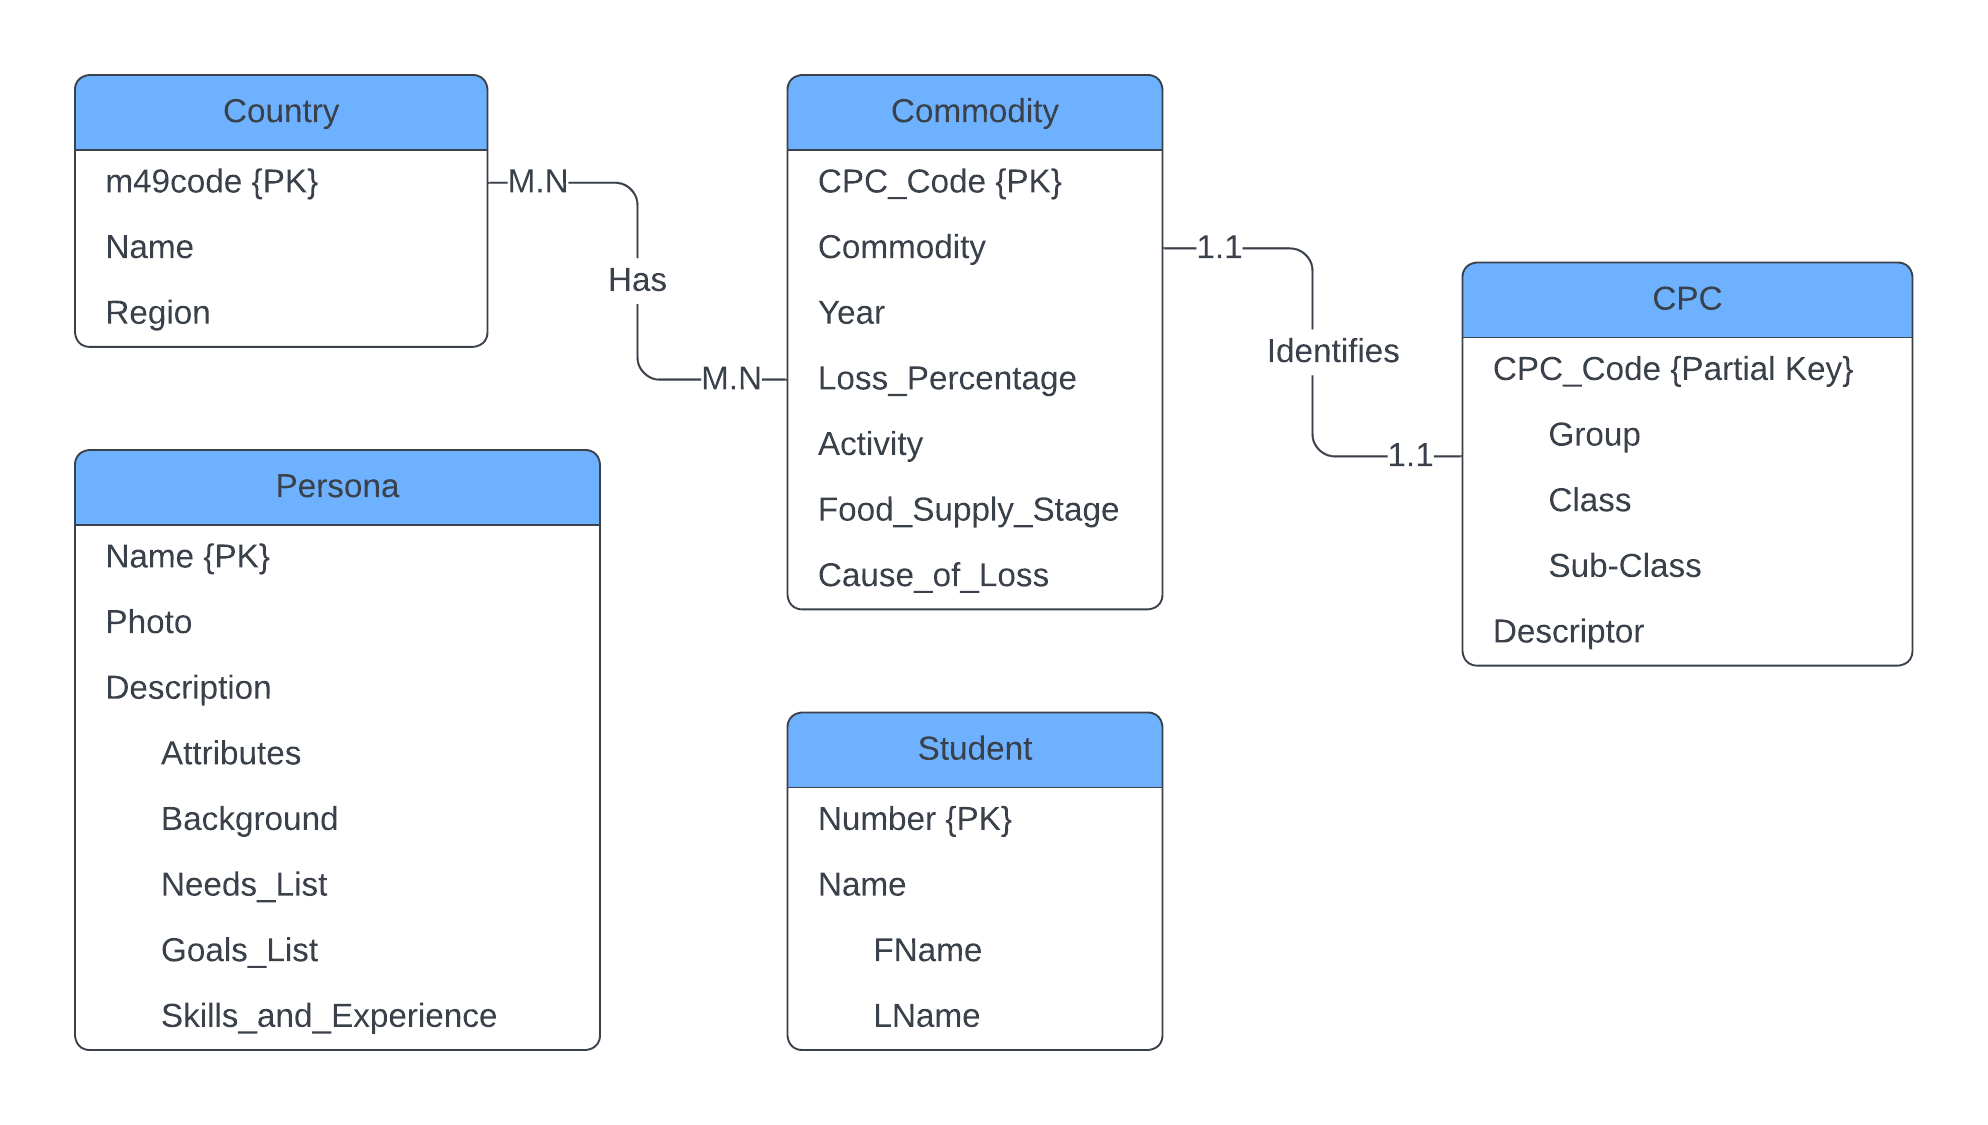 Country
m49code {PK}
Name
Region
M.N
Has
M.N
Commodity
CPC_Code {PK}
Commodity
Year
Loss_Percentage
Activity
Food_Supply_Stage
Cause_of_Loss
1.1
Identifies
1.1
CPC
CPC_Code {Partial Key}
Group
Class
Sub-Class
Descriptor
Persona
Name {PK}
Photo
Description
Attributes
Background
Needs_List
Goals_List
Skills_and_Experience
Student
Number {PK}
Name
FName
LName